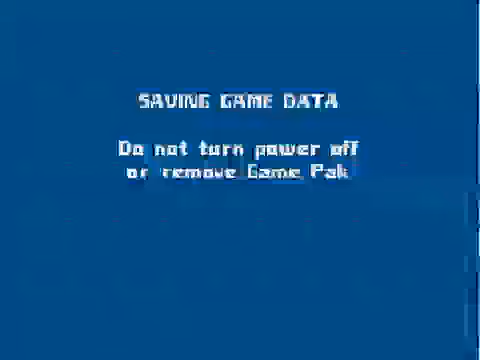 SAVING GAME DATA
Do not turn power off
or remove Game Pak